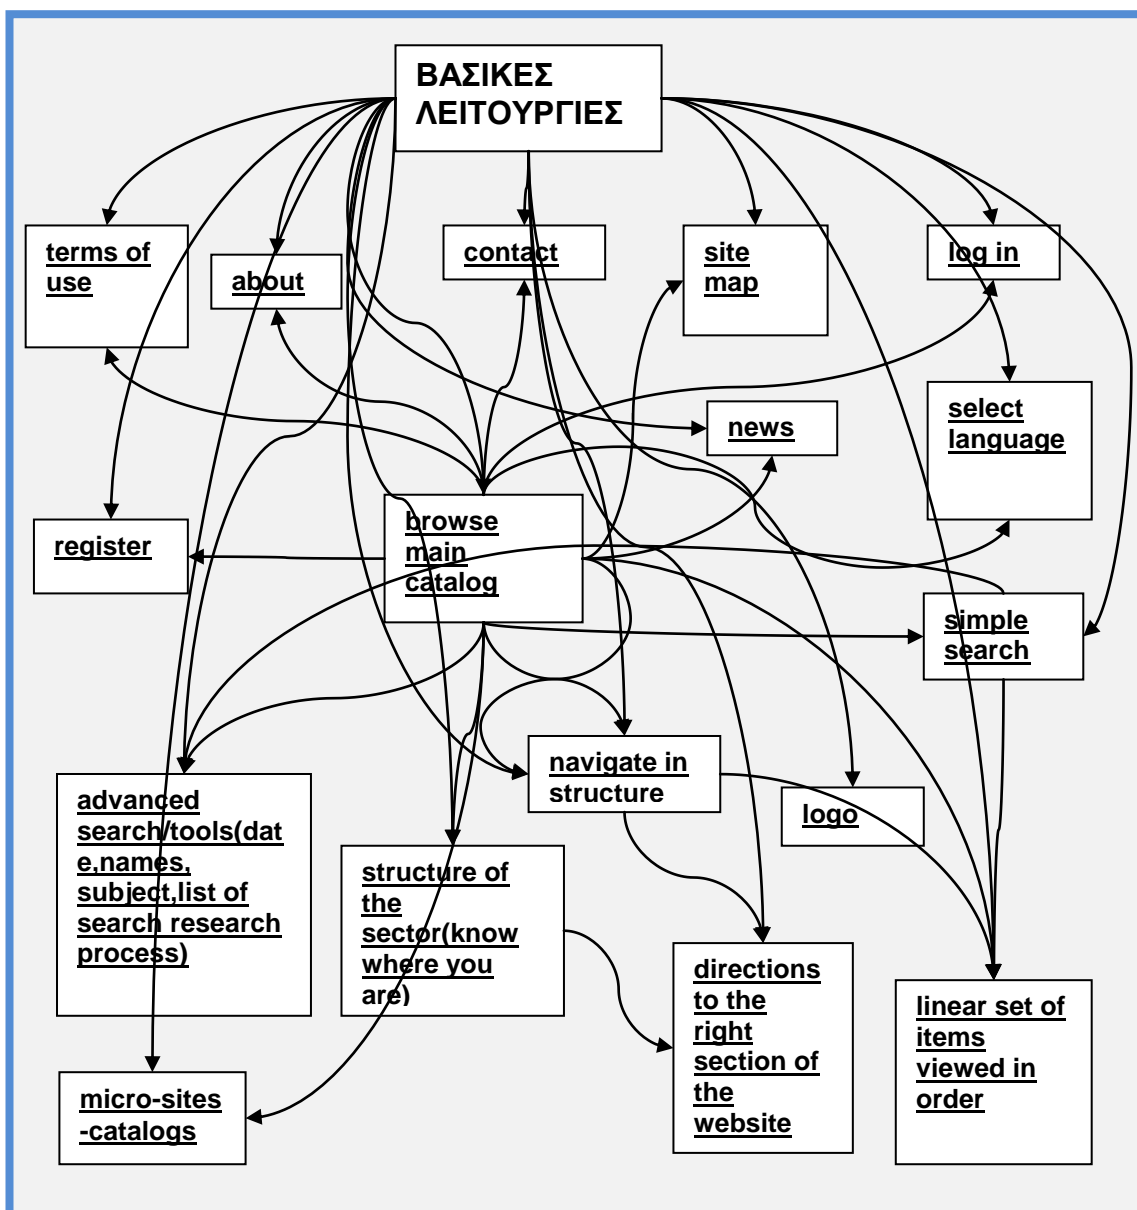 ΒΑΣΙΚΕΣ
ΛΕΙΤΟΥΡΓΙΕΣ
terms of
use
about
contact
site
map
log in
news
select
language
register
browse
main
catalog
simple
search
navigate in
structure
logo
advanced
search/tools(dat
e,names,
subject,list of
search research
process)
structure of
the
sector(know
where you
are)
directions
to the
right
section of
the
website
linear set of
items
viewed in
order
micro-sites
-catalogs